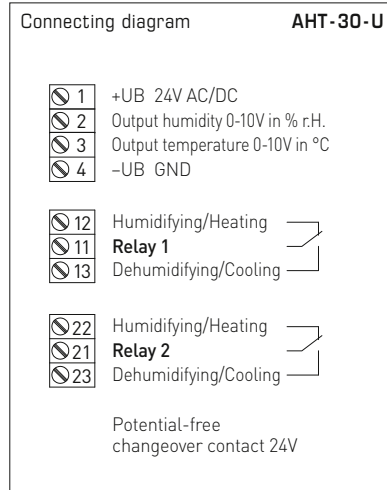 Connecting diagram AHT-30-U
1 +UB 24V AC/DC
2 Output humidity 0-10V in % r.H.
3 Output temperature 0-10V in °C
4 –UB GND
12 Humidifying/Heating
11 Relay 1
13 Dehumidifying/Cooling
22 Humidifying/Heating
21 Relay 2
23 Dehumidifying/Cooling
Potential-free
changeover contact 24V